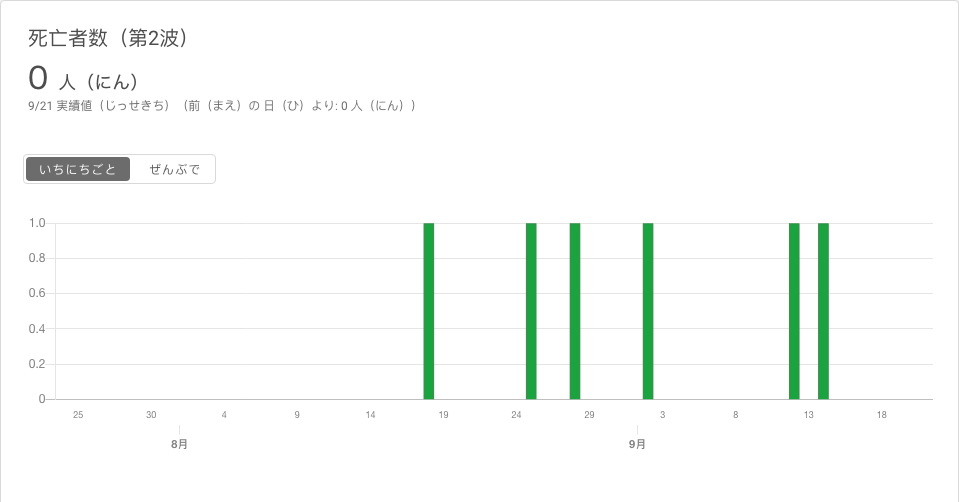 死亡者数（第2波）
0 人（にん）
9/21 実績値（じっせきち）（前（まえ）の 日（ひ）より: 0 人（にん））
いちにちごと ぜんぶで
1.0
0.8
0.6
0.4
0.2
0
25 30 4 9 14 19 24 29 3 8 13 18
8月 9月